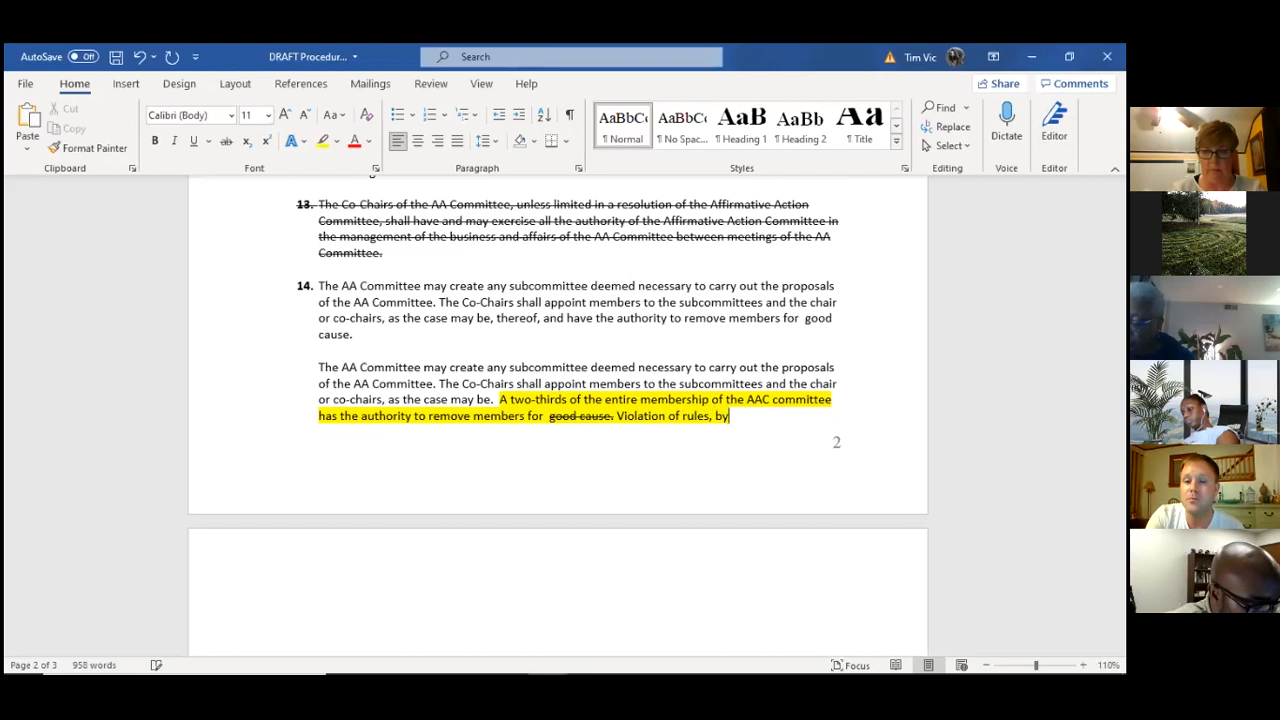 AutoSave Off DRAFT Procedur... Search Tim Vic
File Home Insert Design Layout References Mailings Review View Help Share Comments
Paste Cut Copy Format Painter Clipboard
Calibri (Body) 11 Aa Font
Paragraph
AaBbCc ¶ Normal AaBbCc ¶ No Spac... AaB ¶ Heading 1 AaBb ¶ Heading 2 Aa ¶ Title Styles
Find Replace Select Editing
Dictate Voice
Editor Editor
13. The Co-Chairs of the AA Committee, unless limited in a resolution of the Affirmative Action
Committee, shall have and may exercise all the authority of the Affirmative Action Committee in
the management of the business and affairs of the AA Committee between meetings of the AA
Committee.
14. The AA Committee may create any subcommittee deemed necessary to carry out the proposals
of the AA Committee. The Co-Chairs shall appoint members to the subcommittees and the chair
or co-chairs, as the case may be, thereof, and have the authority to remove members for good
cause.
The AA Committee may create any subcommittee deemed necessary to carry out the proposals
of the AA Committee. The Co-Chairs shall appoint members to the subcommittees and the chair
or co-chairs, as the case may be. A two-thirds of the entire membership of the AAC committee
has the authority to remove members for good cause. Violation of rules, by
2
Page 2 of 3 958 words Focus 110%